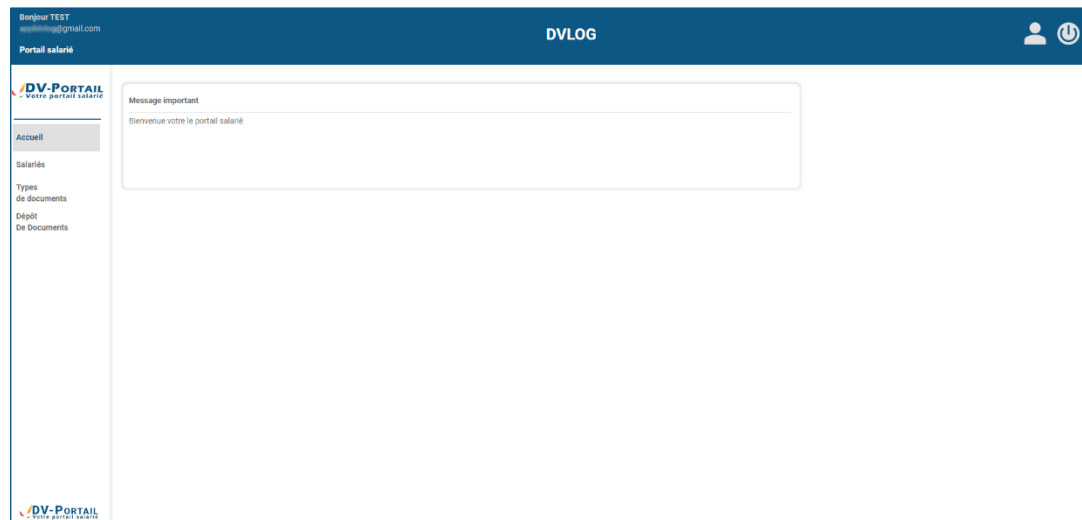 Bonjour TEST
@gmail.com
Portail salarié
DVLOG
DV-PORTAIL
Votre portail salarié
Message important
Bienvenue votre le portail salarié
Accueil
Salariés
Types
de documents
Dépôt
De Documents
DV-PORTAIL
Votre portail salarié